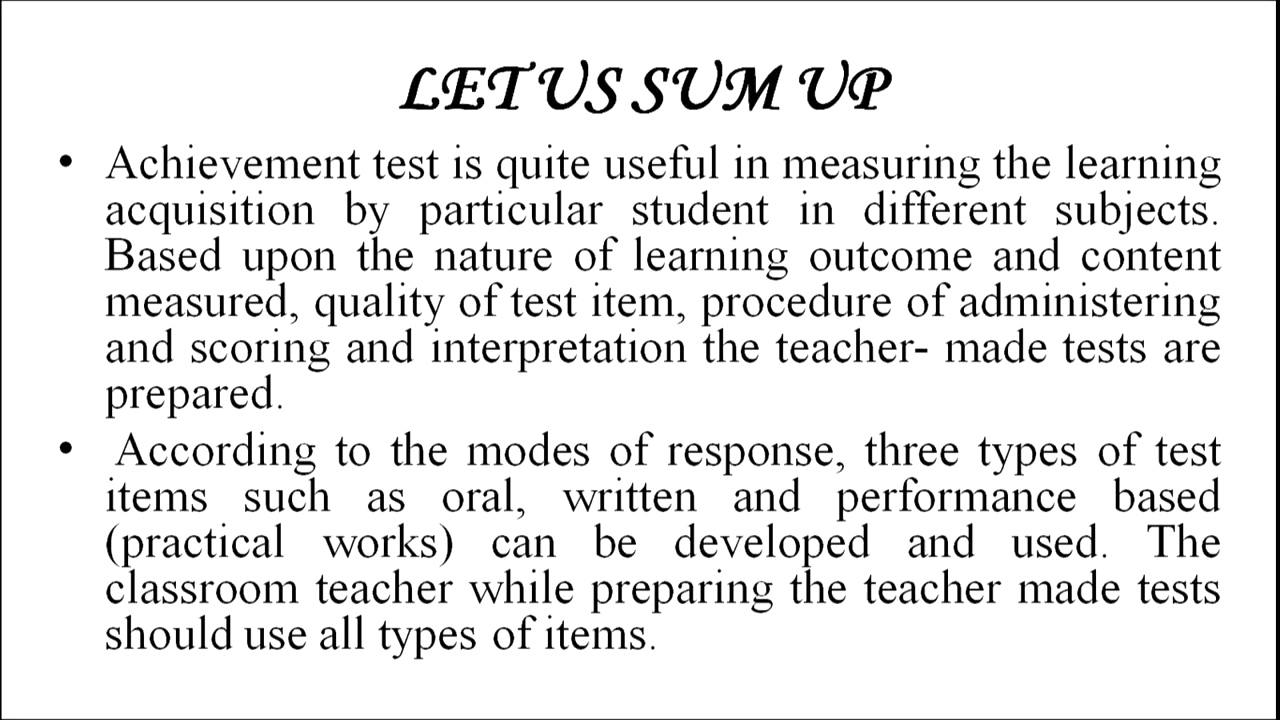 LET US SUM UP
• Achievement test is quite useful in measuring the learning
acquisition by particular student in different subjects.
Based upon the nature of learning outcome and content
measured, quality of test item, procedure of administering
and scoring and interpretation the teacher- made tests are
prepared.
• According to the modes of response, three types of test
items such as oral, written and performance based
(practical works) can be developed and used. The
classroom teacher while preparing the teacher made tests
should use all types of items.